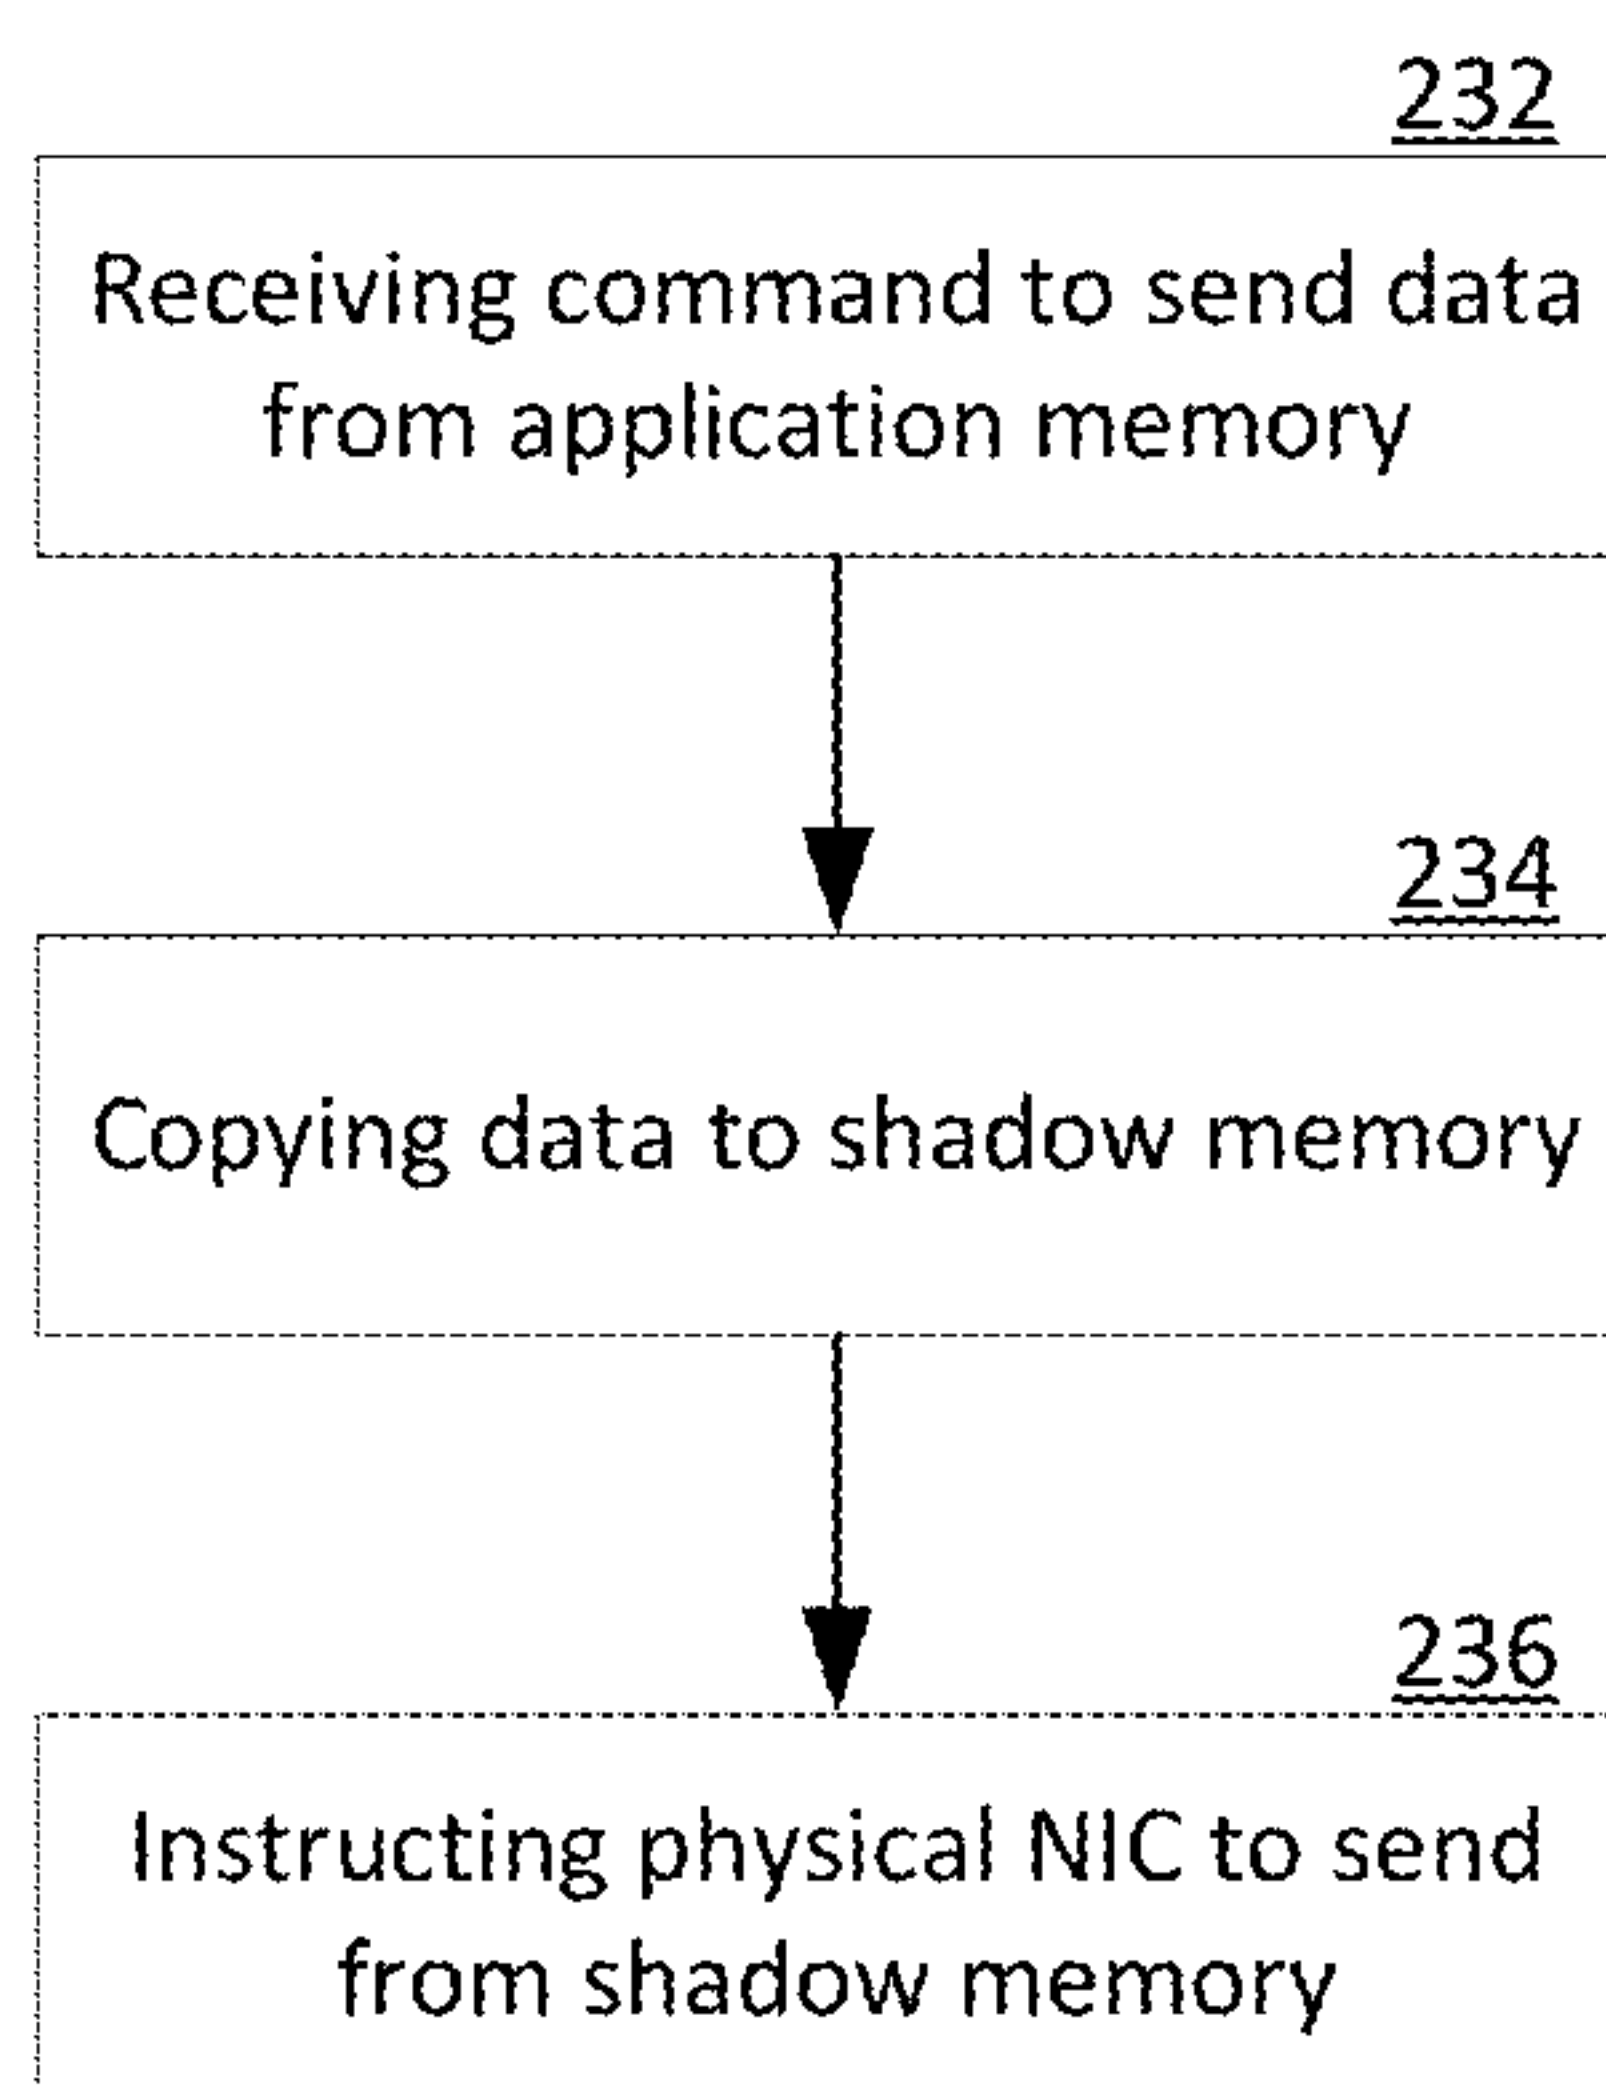 232
Receiving command to send data
from application memory
234
Copying data to shadow memory
236
Instructing physical NIC to send
from shadow memory